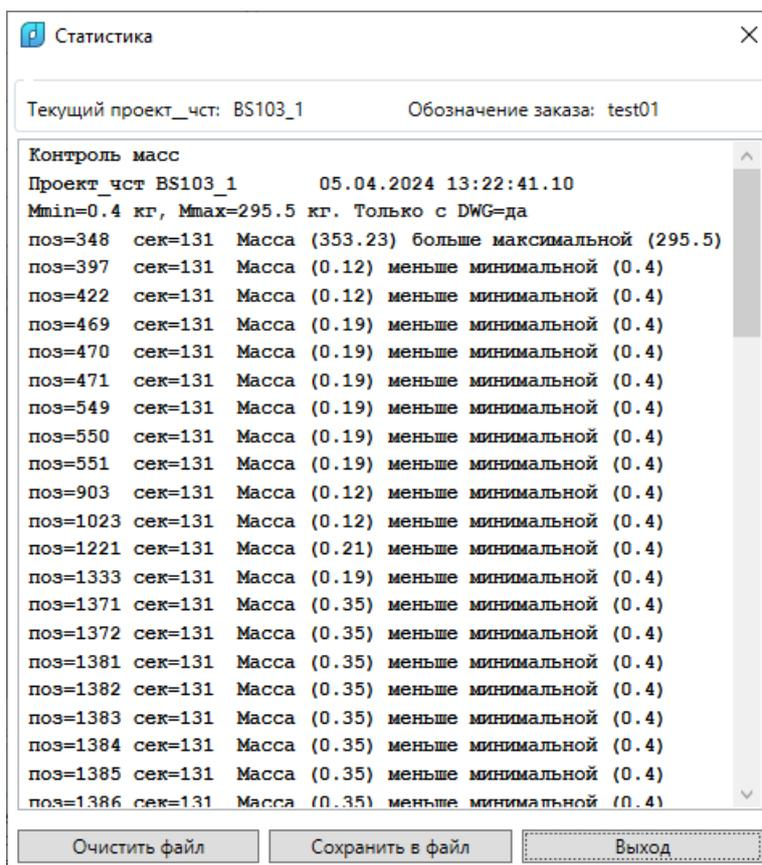 Статистика
Текущий проект_чст: BS103_1 Обозначение заказа: test01
Контроль масс
Проект_чст BS103_1 05.04.2024 13:22:41.10
Mmin=0.4 кг, Mmax=295.5 кг. Только с DWG=да
поз=348 сек=131 Масса (353.23) больше максимальной (295.5)
поз=397 сек=131 Масса (0.12) меньше минимальной (0.4)
поз=422 сек=131 Масса (0.12) меньше минимальной (0.4)
поз=469 сек=131 Масса (0.19) меньше минимальной (0.4)
поз=470 сек=131 Масса (0.19) меньше минимальной (0.4)
поз=471 сек=131 Масса (0.19) меньше минимальной (0.4)
поз=549 сек=131 Масса (0.19) меньше минимальной (0.4)
поз=550 сек=131 Масса (0.19) меньше минимальной (0.4)
поз=551 сек=131 Масса (0.19) меньше минимальной (0.4)
поз=903 сек=131 Масса (0.12) меньше минимальной (0.4)
поз=1023 сек=131 Масса (0.12) меньше минимальной (0.4)
поз=1221 сек=131 Масса (0.21) меньше минимальной (0.4)
поз=1333 сек=131 Масса (0.19) меньше минимальной (0.4)
поз=1371 сек=131 Масса (0.35) меньше минимальной (0.4)
поз=1372 сек=131 Масса (0.35) меньше минимальной (0.4)
поз=1381 сек=131 Масса (0.35) меньше минимальной (0.4)
поз=1382 сек=131 Масса (0.35) меньше минимальной (0.4)
поз=1383 сек=131 Масса (0.35) меньше минимальной (0.4)
поз=1384 сек=131 Масса (0.35) меньше минимальной (0.4)
поз=1385 сек=131 Масса (0.35) меньше минимальной (0.4)
поз=1386 сек=131 Масса (0.35) меньше минимальной (0.4)
Очистить файл Сохранить в файл Выход